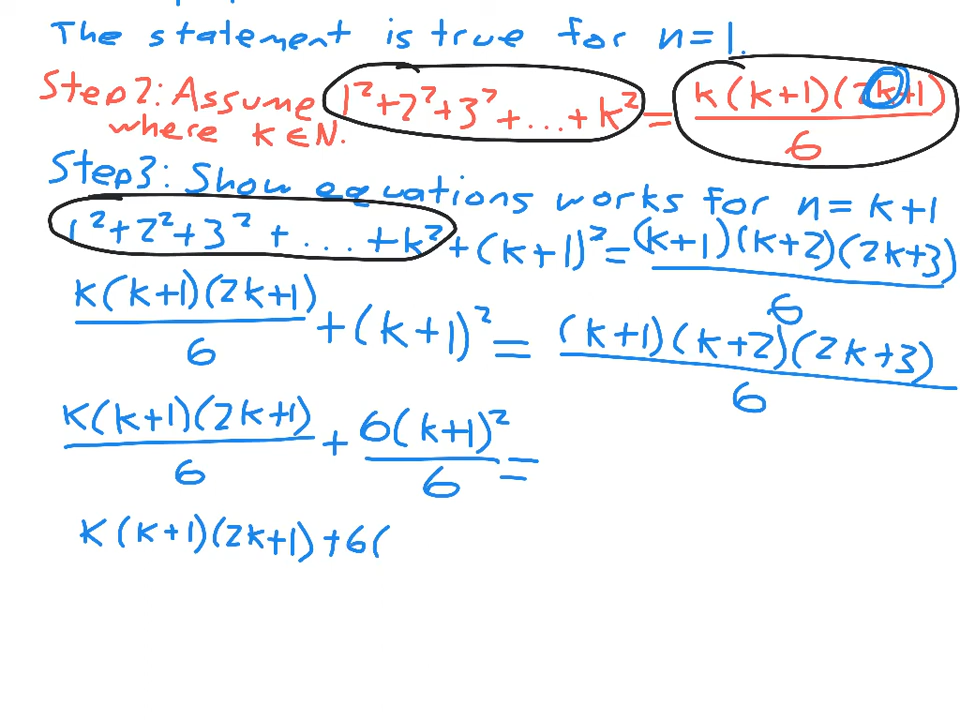 The statement is true for n=1.
Step2: Assume 1²+2²+3²+...+k² = k(k+1)(2k+1)/6
where k∈N.
Step3: Show equations works for n=k+1
1²+2²+3²+...+k²+(k+1)²=(k+1)(k+2)(2k+3)/6
k(k+1)(2k+1)/6+(k+1)²=(k+1)(k+2)(2k+3)/6
k(k+1)(2k+1)/6+6(k+1)²/6=
k(k+1)(2k+1)+6(